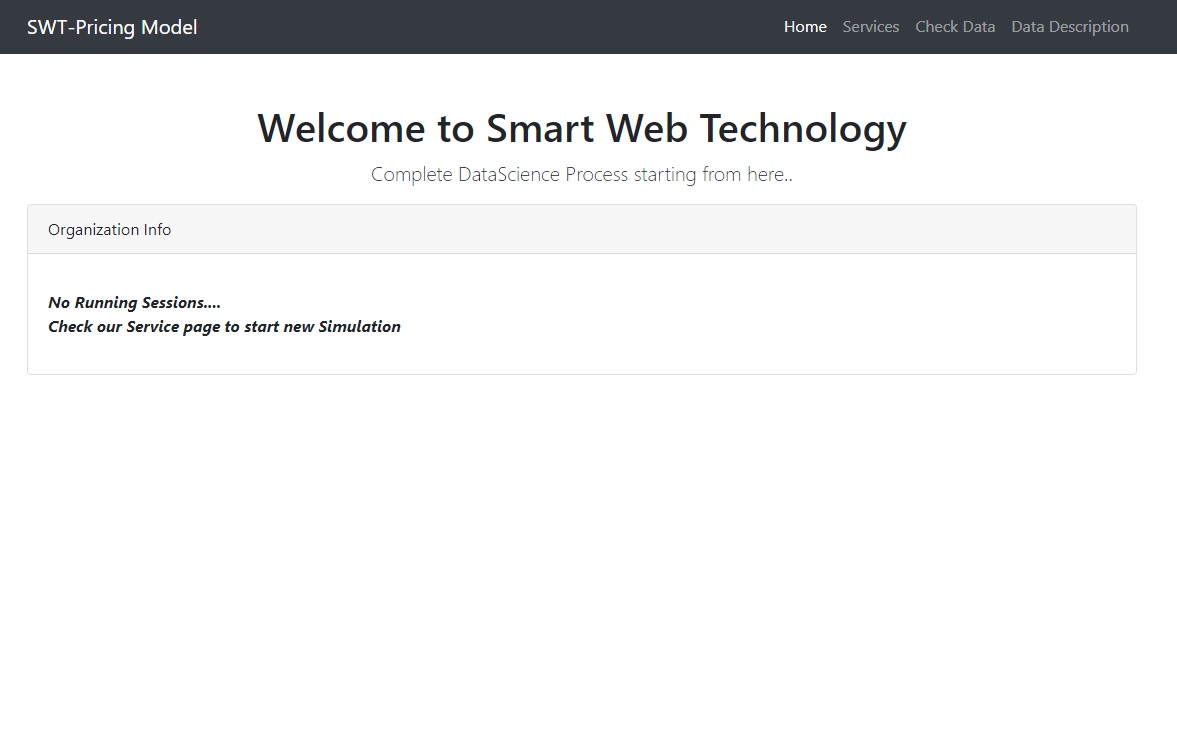 SWT-Pricing Model
Home Services Check Data Data Description
Welcome to Smart Web Technology
Complete DataScience Process starting from here..
Organization Info
No Running Sessions....
Check our Service page to start new Simulation